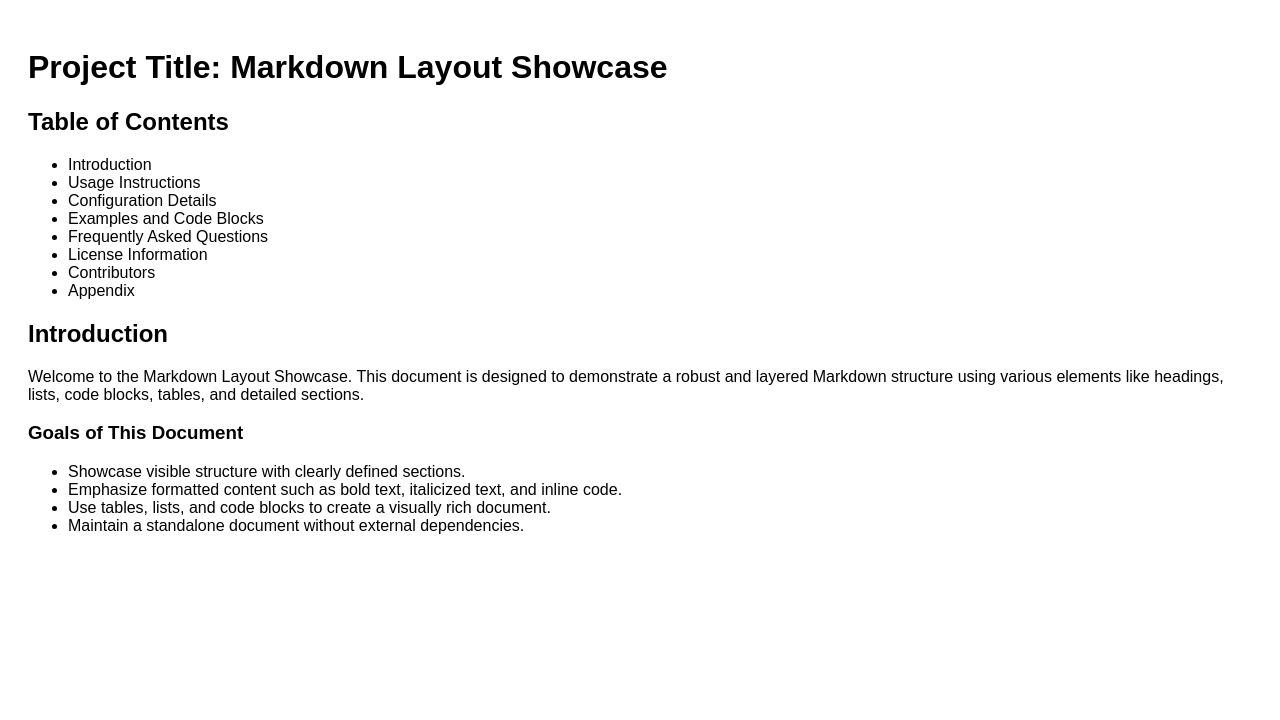 Project Title: Markdown Layout Showcase
Table of Contents
Introduction
Usage Instructions
Configuration Details
Examples and Code Blocks
Frequently Asked Questions
License Information
Contributors
Appendix
Introduction
Welcome to the Markdown Layout Showcase. This document is designed to demonstrate a robust and layered Markdown structure using various elements like headings,
lists, code blocks, tables, and detailed sections.
Goals of This Document
Showcase visible structure with clearly defined sections.
Emphasize formatted content such as bold text, italicized text, and inline code.
Use tables, lists, and code blocks to create a visually rich document.
Maintain a standalone document without external dependencies.